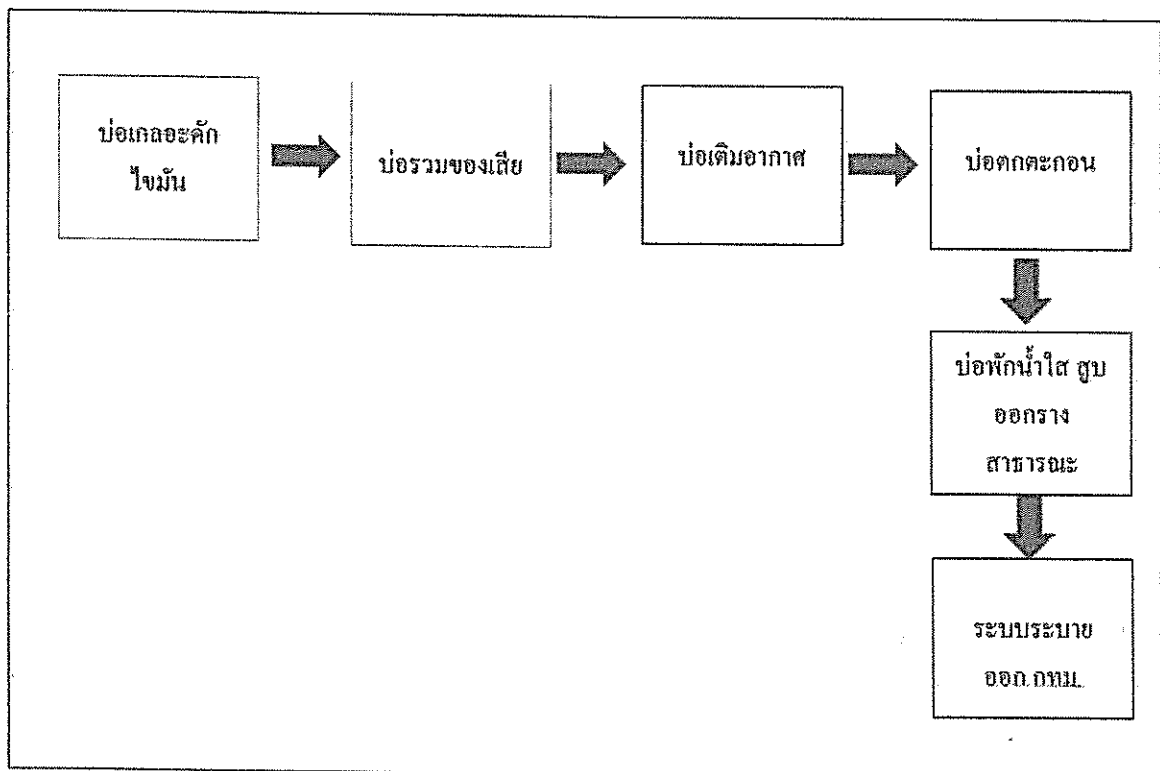 บ่อเกลอะดัก
ไขมัน
บ่อรวมของเสีย
บ่อเติมอากาศ
บ่อตกตะกอน
บ่อพักน้ำใส สูบ
ออกราง
สาธารณะ
ระบบระบาย
ออก กทม.